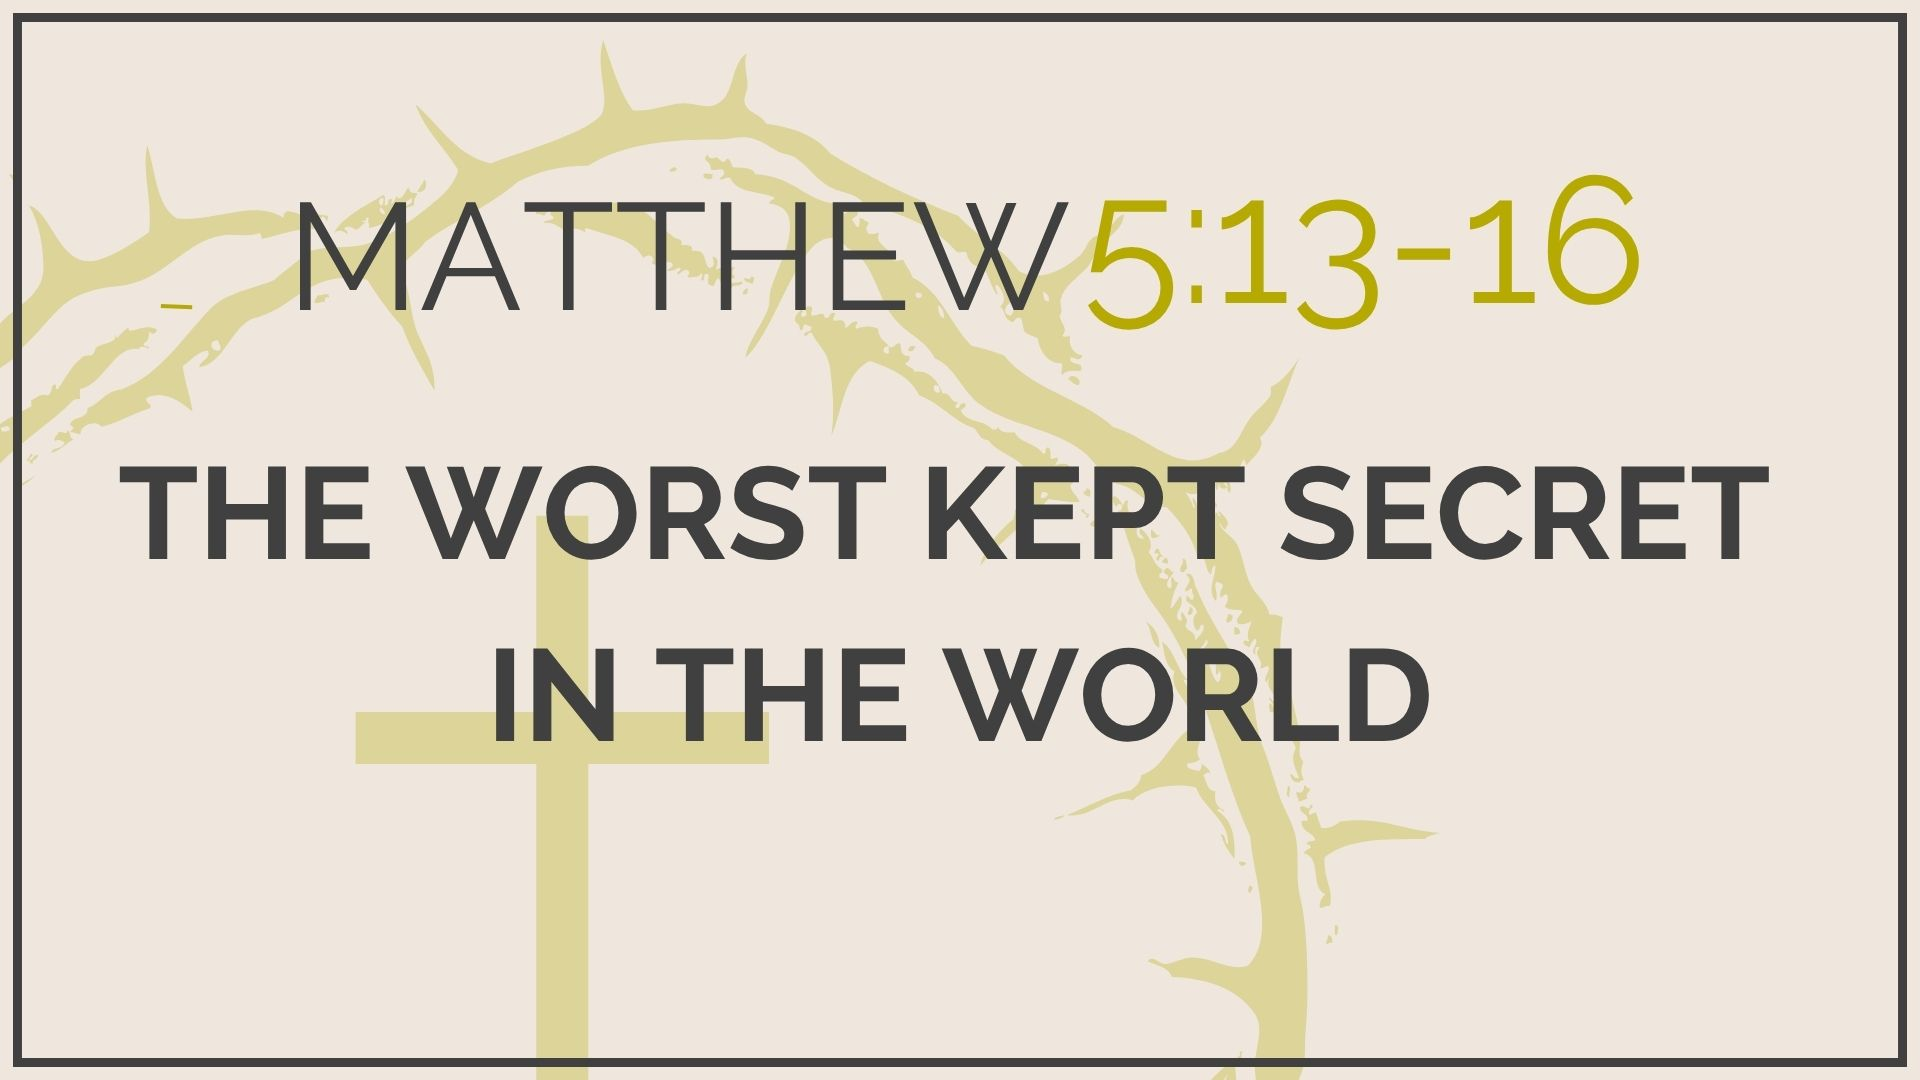 MATTHEW 5:13-16
THE WORST KEPT SECRET
IN THE WORLD